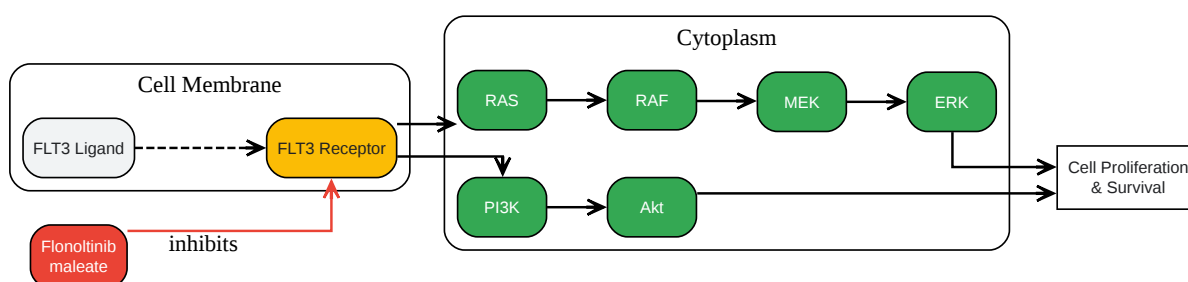 Cytoplasm
Cell Membrane
RAS
RAF
MEK
ERK
FLT3 Ligand
FLT3 Receptor
Cell Proliferation
& Survival
PI3K
Akt
Flonoltinib
maleate
inhibits